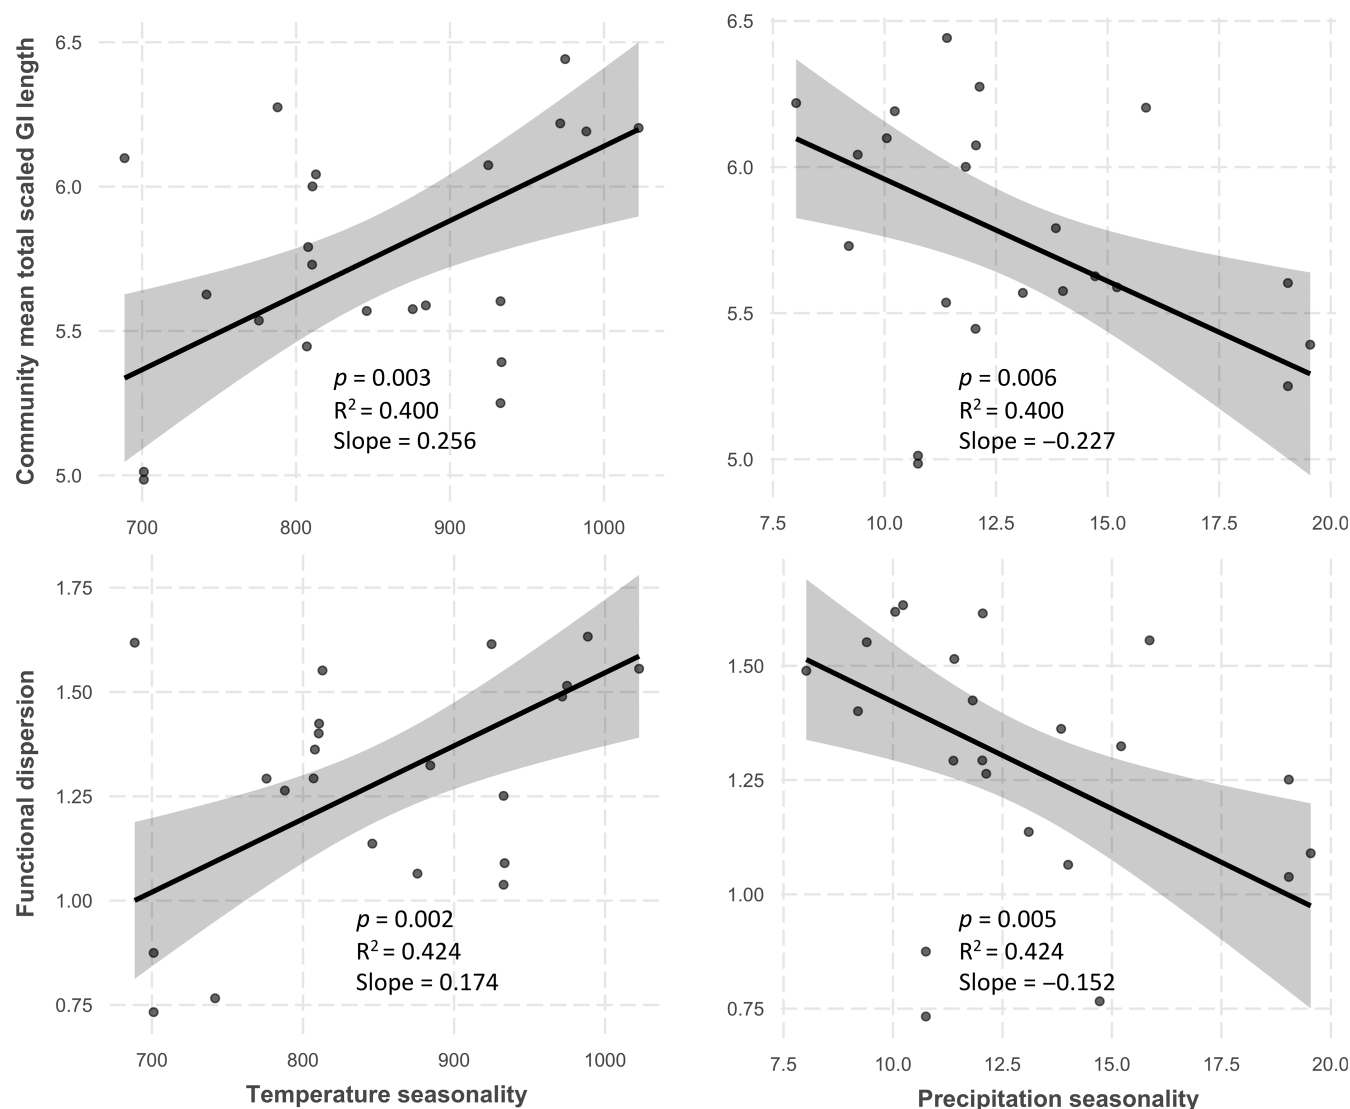 Community mean total scaled GI length
6.5
6.0
5.5
5.0
p = 0.003
R² = 0.400
Slope = 0.256
700 800 900 1000
6.5
6.0
5.5
5.0
p = 0.006
R² = 0.400
Slope = –0.227
7.5 10.0 12.5 15.0 17.5 20.0
Functional dispersion
1.75
1.50
1.25
1.00
0.75
p = 0.002
R² = 0.424
Slope = 0.174
700 800 900 1000
Temperature seasonality
1.50
1.25
1.00
0.75
p = 0.005
R² = 0.424
Slope = –0.152
7.5 10.0 12.5 15.0 17.5 20.0
Precipitation seasonality